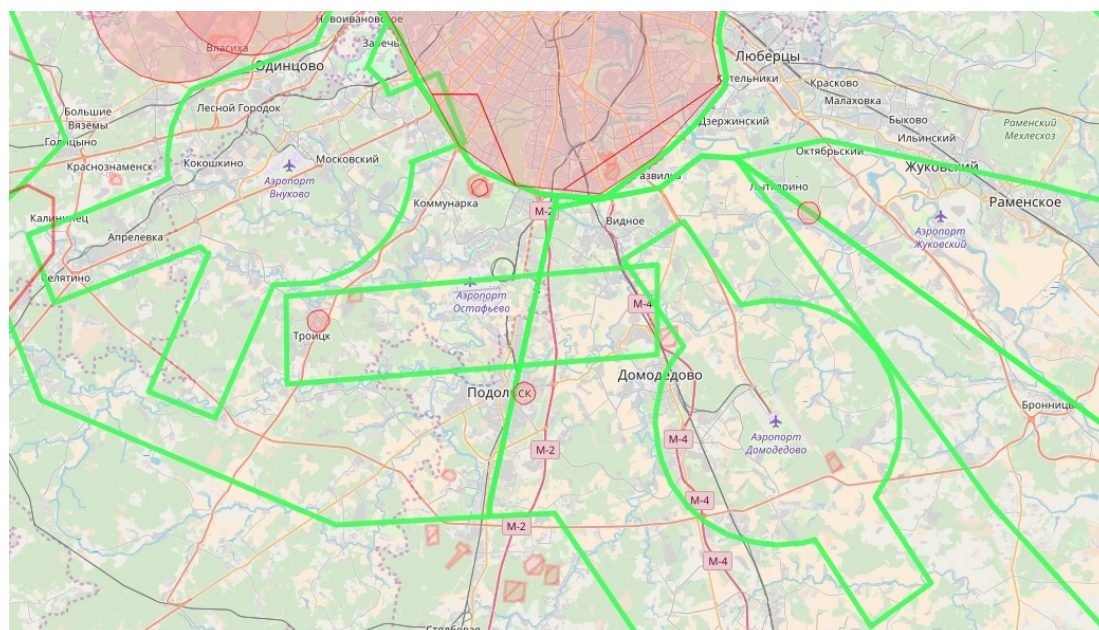 Новоивановское
Заречь
Власиха
Одинцово
Люберцы
Котельники
Красково
Малаховка
Большие
Вязёмы
Лесной Городок
Дзержинский
Быково
Раменский
Мехлесхоз
Голицыно
Ильинский
Московский
Октябрьский
Краснознаменск
Кокошкино
Аэропорт
Внуково
Жуковский
Развилка
Лыткарино
Коммунарка
М-2
Раменское
Калининец
Видное
Аэропорт
Жуковский
Апрелевка
Селятино
Аэропорт
Остафьево
М-4
Троицк
Домодедово
Подольск
Бронницы
Аэропорт
Домодедово
М-4
М-2
М-4
М-2
М-4
Столбовая